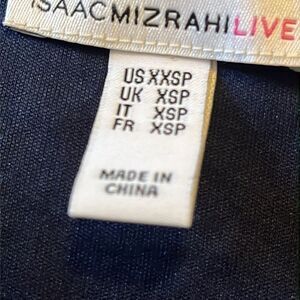 ISAACMIZRAHILIVE
US XXSP
UK XSP
IT XSP
FR XSP
MADE IN
CHINA